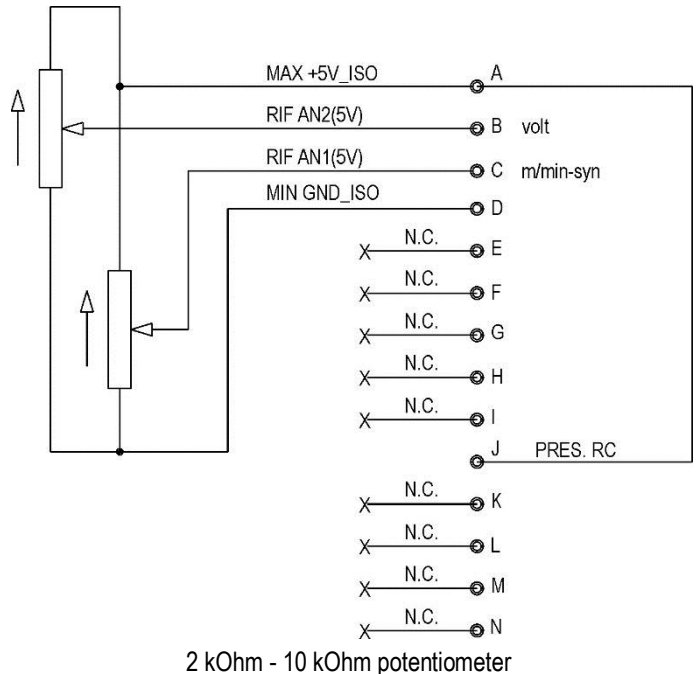 MAX +5V_ISO A
RIF AN2(5V) B volt
RIF AN1(5V) C m/min-syn
MIN GND_ISO D
N.C. E
N.C. F
N.C. G
N.C. H
N.C. I
J PRES. RC
N.C. K
N.C. L
N.C. M
N.C. N
2 kOhm - 10 kOhm potentiometer